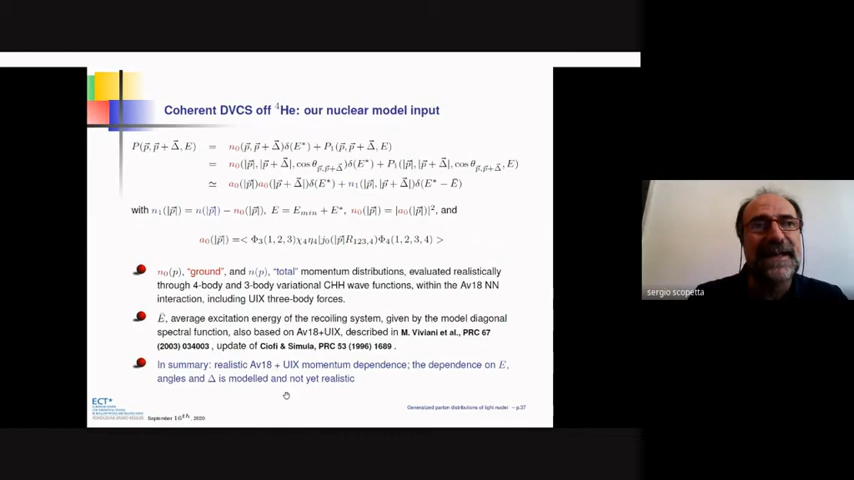 Coherent DVCS off ⁴He: our nuclear model input
P(p⃗, p⃗ + Δ⃗, E) = n₀(p⃗, p⃗ + Δ⃗)δ(E*) + P₁(p⃗, p⃗ + Δ⃗, E)
= n₀(|p⃗|, |p⃗ + Δ⃗|, cos θ_{p⃗,p⃗+Δ⃗})δ(E*) + P₁(|p⃗|, |p⃗ + Δ⃗|, cos θ_{p⃗,p⃗+Δ⃗}, E)
≃ a₀(|p⃗|)a₀(|p⃗ + Δ⃗|)δ(E*) + n₁(|p⃗|, |p⃗ + Δ⃗|)δ(E* − Ē)
with n₁(|p⃗|) = n(|p⃗|) − n₀(|p⃗|), E = E_{min} + E*, n₀(|p⃗|) = |a₀(|p⃗|)|², and
a₀(|p⃗|) =< Φ₃(1, 2, 3)χ₄η₄|j₀(|p⃗|R₁₂₃,₄)Φ₄(1, 2, 3, 4) >
n₀(p), "ground", and n(p), "total" momentum distributions, evaluated realistically
through 4-body and 3-body variational CHH wave functions, within the Av18 NN
interaction, including UIX three-body forces.
Ē, average excitation energy of the recoiling system, given by the model diagonal
spectral function, also based on Av18+UIX, described in M. Viviani et al., PRC 67
(2003) 034003 , update of Ciofi & Simula, PRC 53 (1996) 1689 .
In summary: realistic Av18 + UIX momentum dependence; the dependence on E,
angles and Δ is modelled and not yet realistic
ECT*
September 16th, 2020
Generalized parton distributions of light nuclei – p.37
sergio scopetta